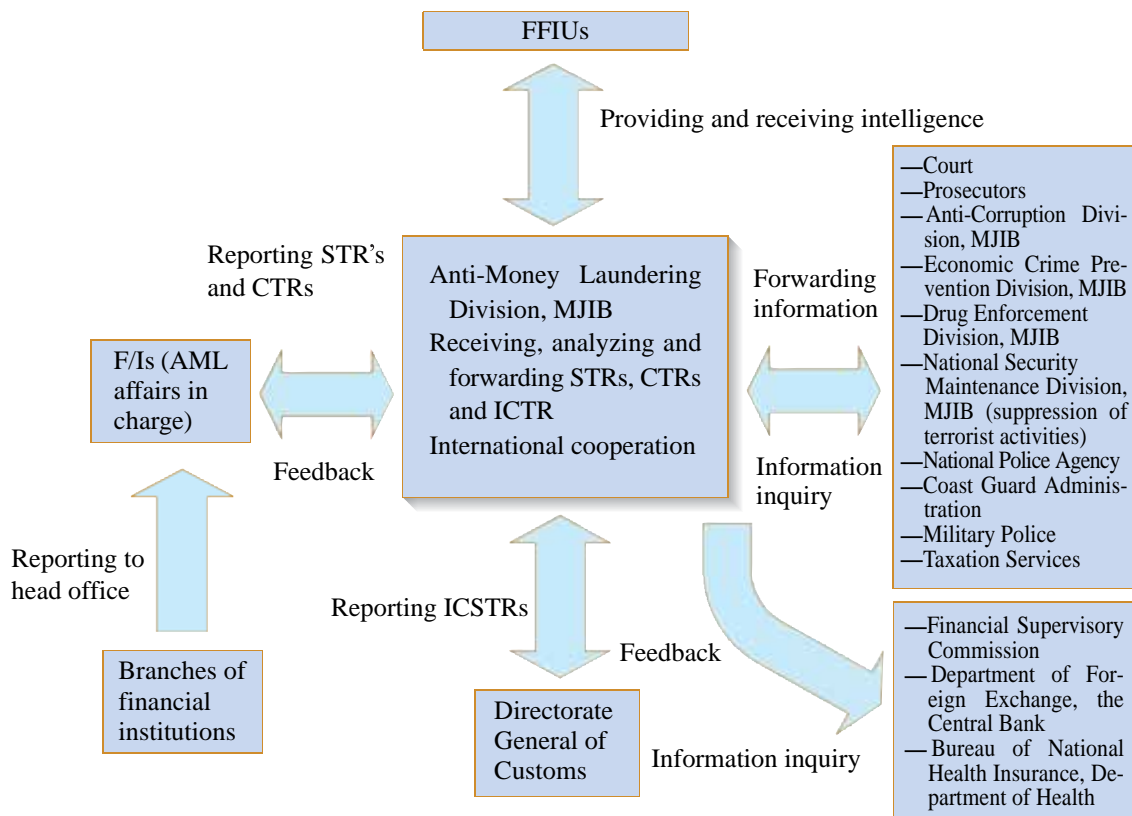 FFIUs
Providing and receiving intelligence
Reporting STR’s
and CTRs
Anti-Money Laundering
Division, MJIB
Receiving, analyzing and
forwarding STRs, CTRs
and ICTR
International cooperation
Forwarding
information
—Court
—Prosecutors
—Anti-Corruption Divi-
sion, MJIB
—Economic Crime Pre-
vention Division, MJIB
—Drug Enforcement
Division, MJIB
—National Security
Maintenance Division,
MJIB (suppression of
terrorist activities)
—National Police Agency
—Coast Guard Adminis-
tration
—Military Police
—Taxation Services
F/Is (AML
affairs in
charge)
Feedback
Information
inquiry
Reporting to
head office
Reporting ICSTRs
Feedback
Branches of
financial
institutions
Directorate
General of
Customs
Information inquiry
—Financial Supervisory
Commission
—Department of For-
eign Exchange, the
Central Bank
—Bureau of National
Health Insurance, De-
partment of Health